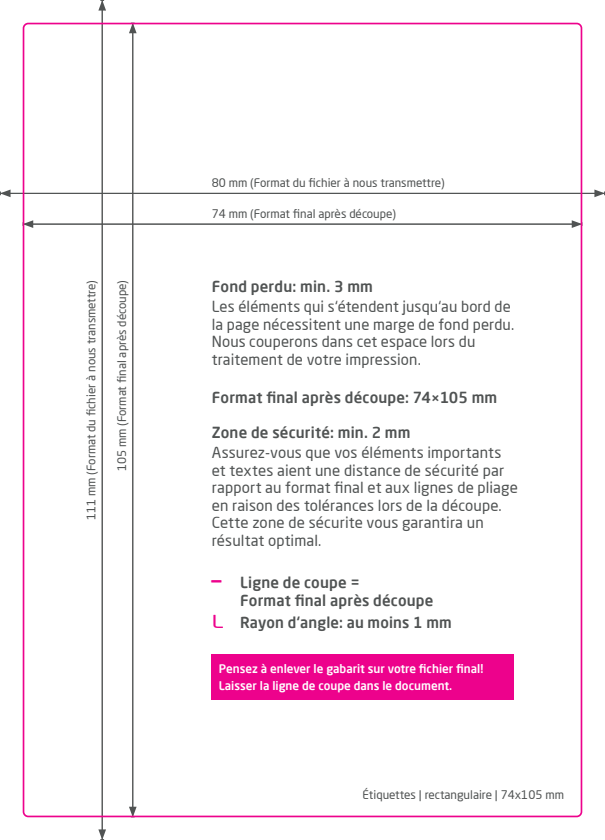 80 mm (Format du fichier à nous transmettre)
74 mm (Format final après découpe)
111 mm (Format du fichier à nous transmettre)
105 mm (Format final après découpe)
Fond perdu: min. 3 mm
Les éléments qui s'étendent jusqu'au bord de
la page nécessitent une marge de fond perdu.
Nous couperons dans cet espace lors du
traitement de votre impression.
Format final après découpe: 74×105 mm
Zone de sécurité: min. 2 mm
Assurez-vous que vos éléments importants
et textes aient une distance de sécurité par
rapport au format final et aux lignes de pliage
en raison des tolérances lors de la découpe.
Cette zone de sécurite vous garantira un
résultat optimal.
Ligne de coupe =
Format final après découpe
Rayon d'angle: au moins 1 mm
Pensez à enlever le gabarit sur votre fichier final!
Laisser la ligne de coupe dans le document.
Étiquettes | rectangulaire | 74x105 mm